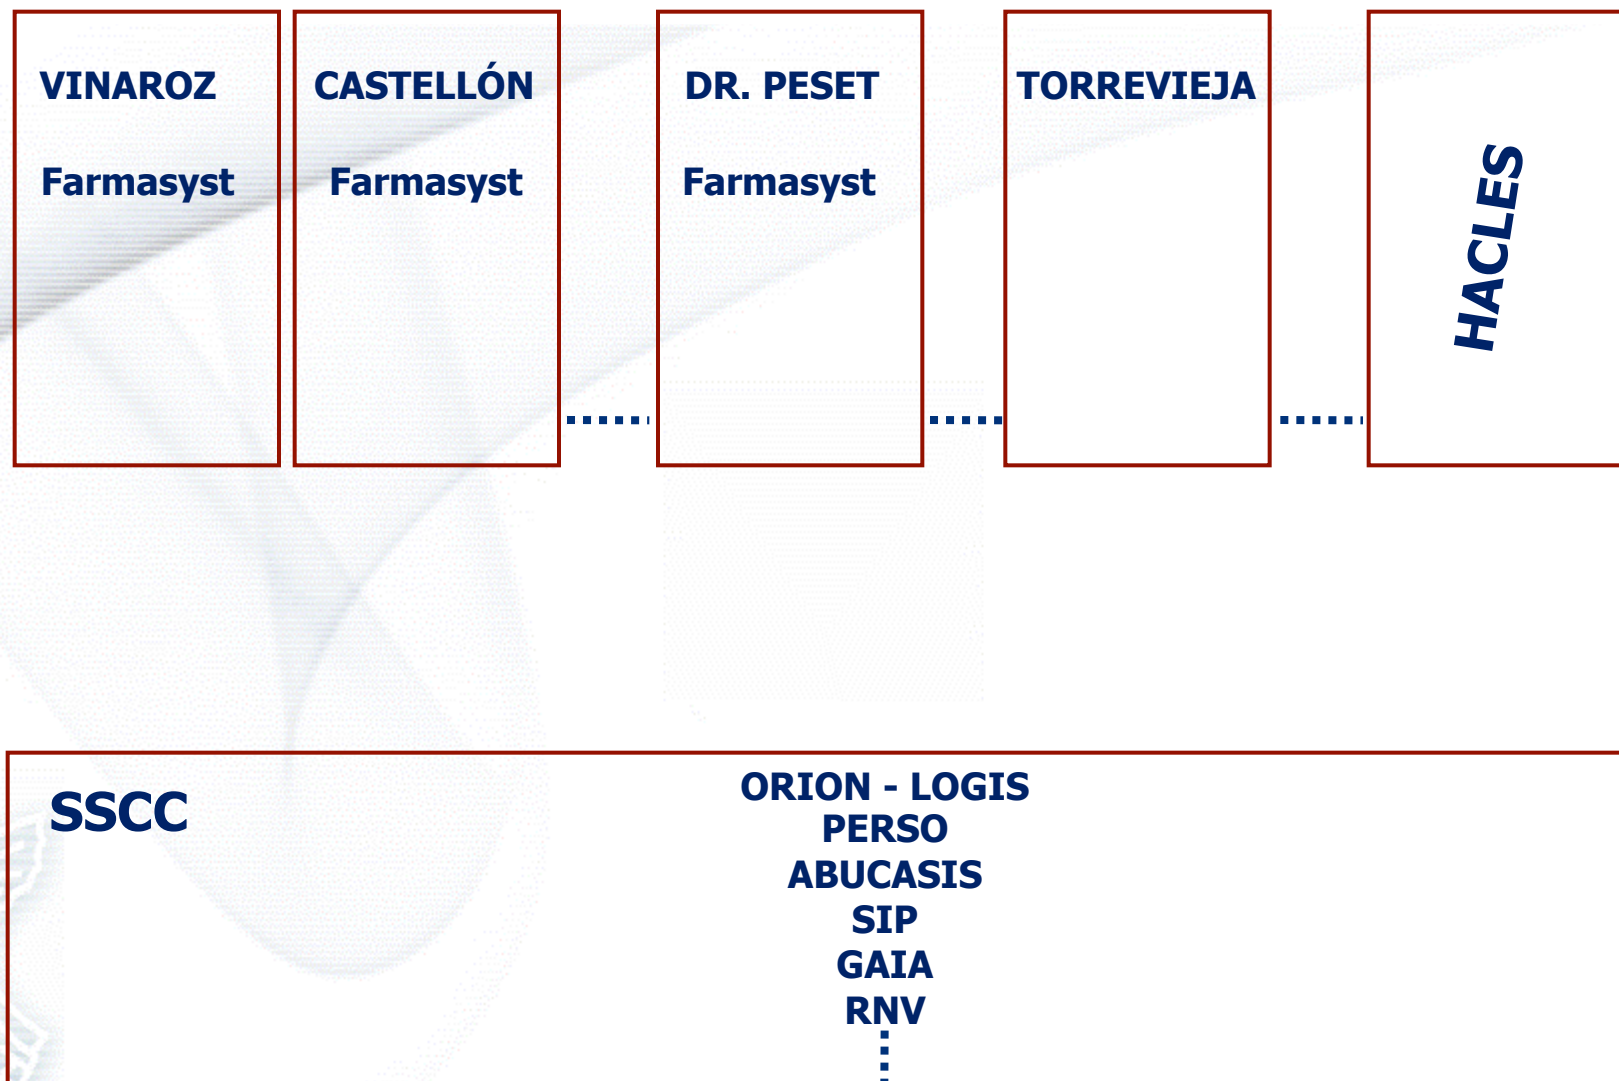 VINAROZ
Farmasyst
CASTELLÓN
Farmasyst
DR. PESET
Farmasyst
TORREVIEJA
HACLES
SSCC
ORION - LOGIS
PERSO
ABUCASIS
SIP
GAIA
RNV